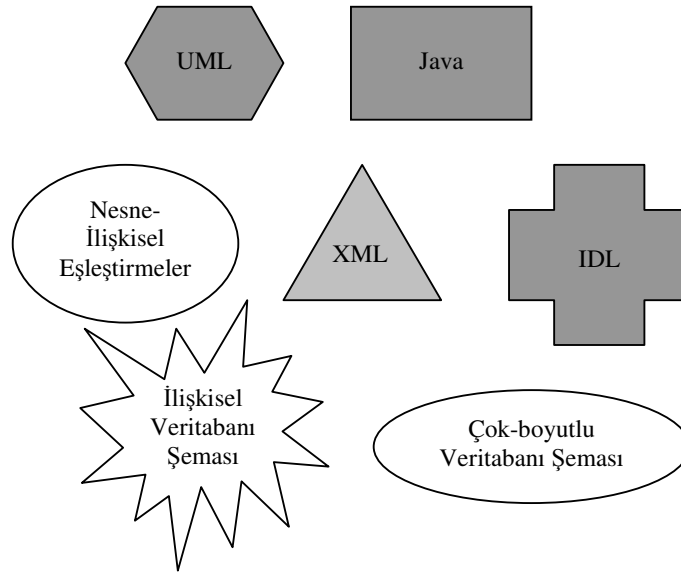 UML
Java
Nesne-
İlişkisel
Eşleştirmeler
XML
IDL
İlişkisel
Veritabanı
Şeması
Çok-boyutlu
Veritabanı Şeması